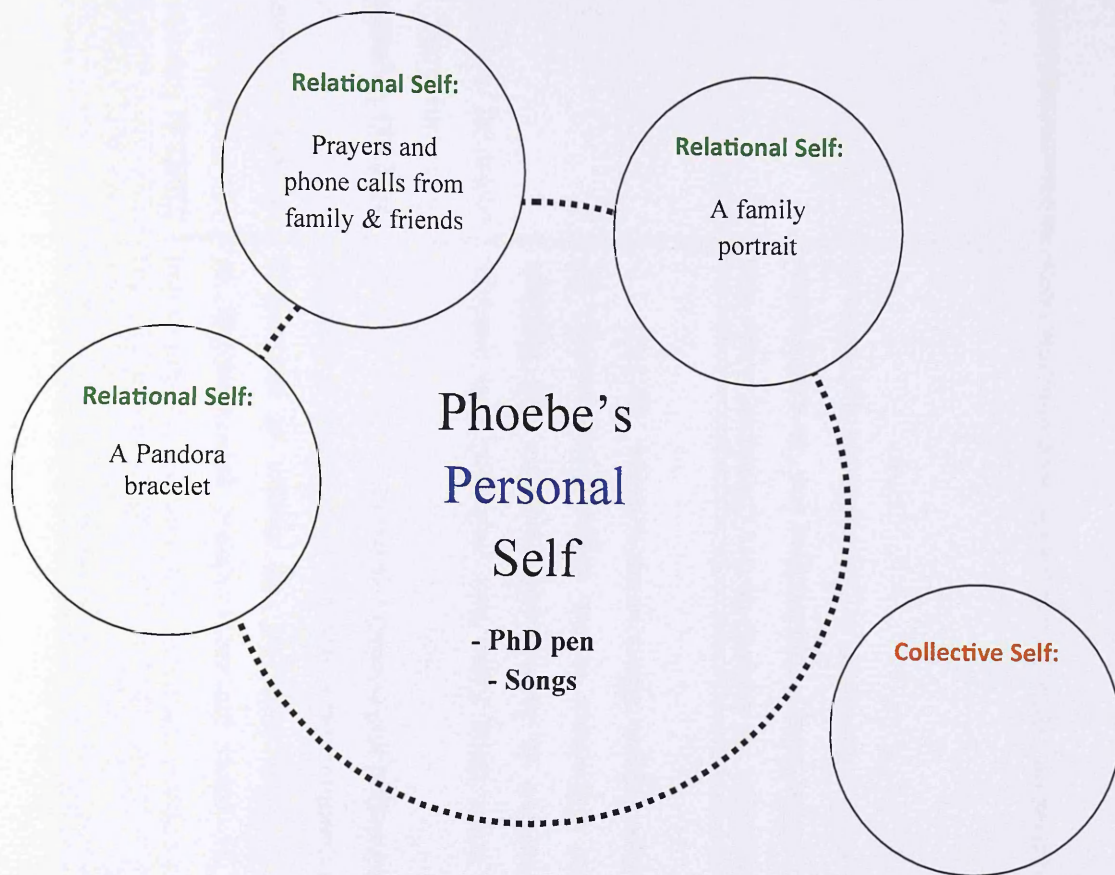 Relational Self:
Prayers and
phone calls from
family & friends
Relational Self:
A family
portrait
Relational Self:
A Pandora
bracelet
Phoebe’s
Personal
Self
- PhD pen
- Songs
Collective Self: